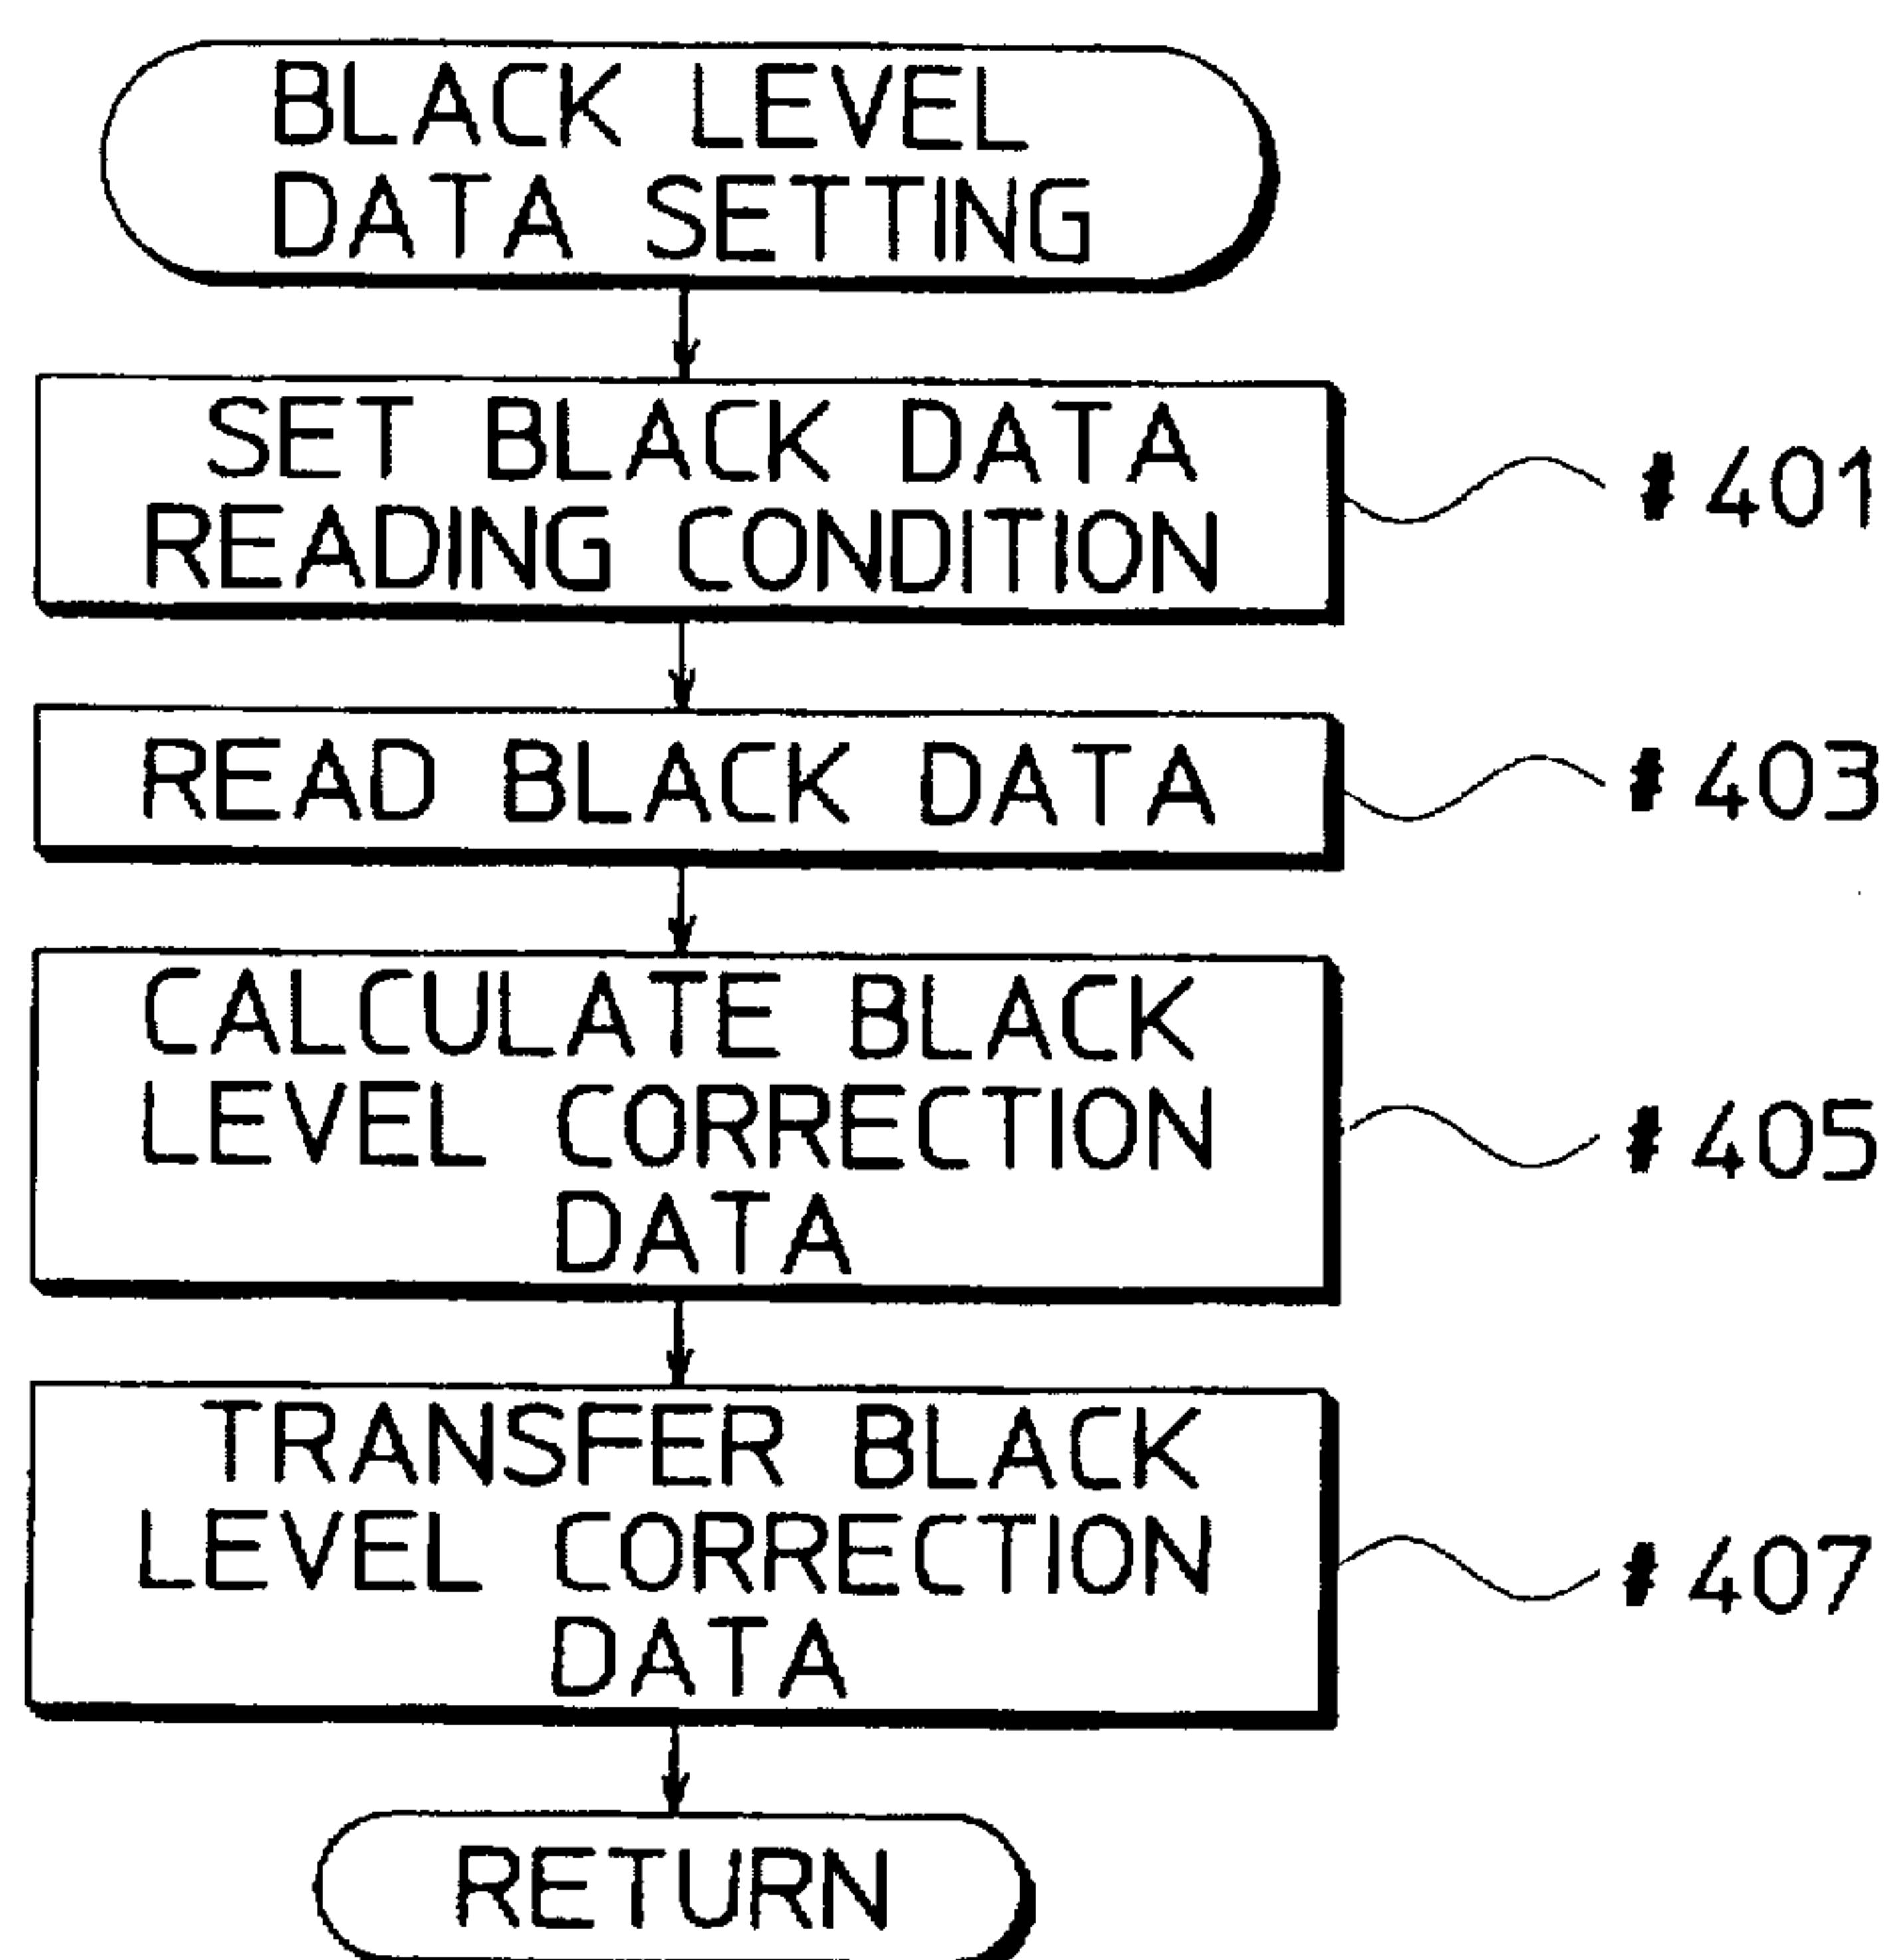 BLACK LEVEL
DATA SETTING
SET BLACK DATA
READING CONDITION
#401
READ BLACK DATA
#403
CALCULATE BLACK
LEVEL CORRECTION
DATA
#405
TRANSFER BLACK
LEVEL CORRECTION
DATA
#407
RETURN